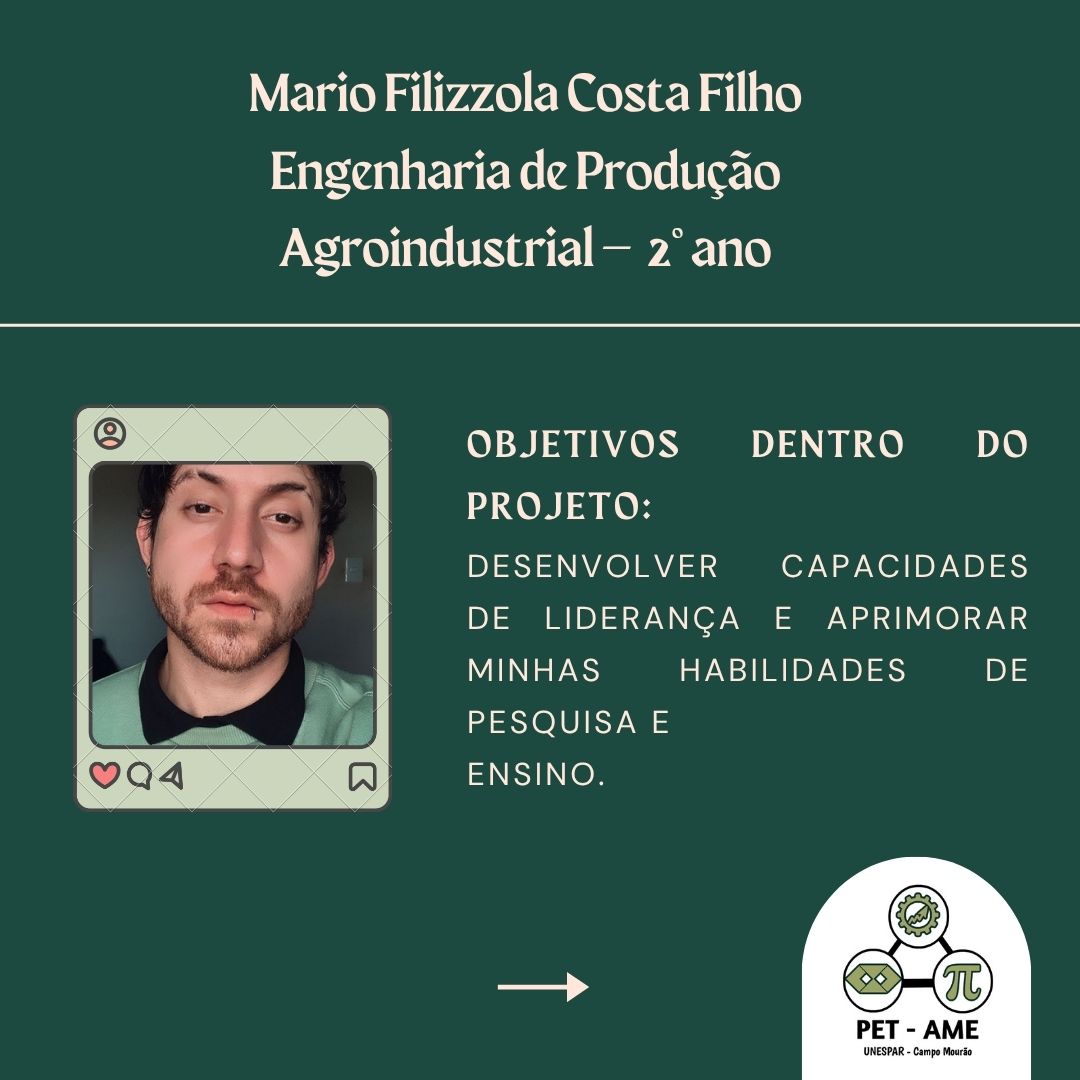 Mario Filizzola Costa Filho
Engenharia de Produção
Agroindustrial – 2º ano
OBJETIVOS DENTRO DO
PROJETO:
DESENVOLVER CAPACIDADES
DE LIDERANÇA E APRIMORAR
MINHAS HABILIDADES DE
PESQUISA E
ENSINO.
π
PET - AME
UNESPAR - Campo Mourão